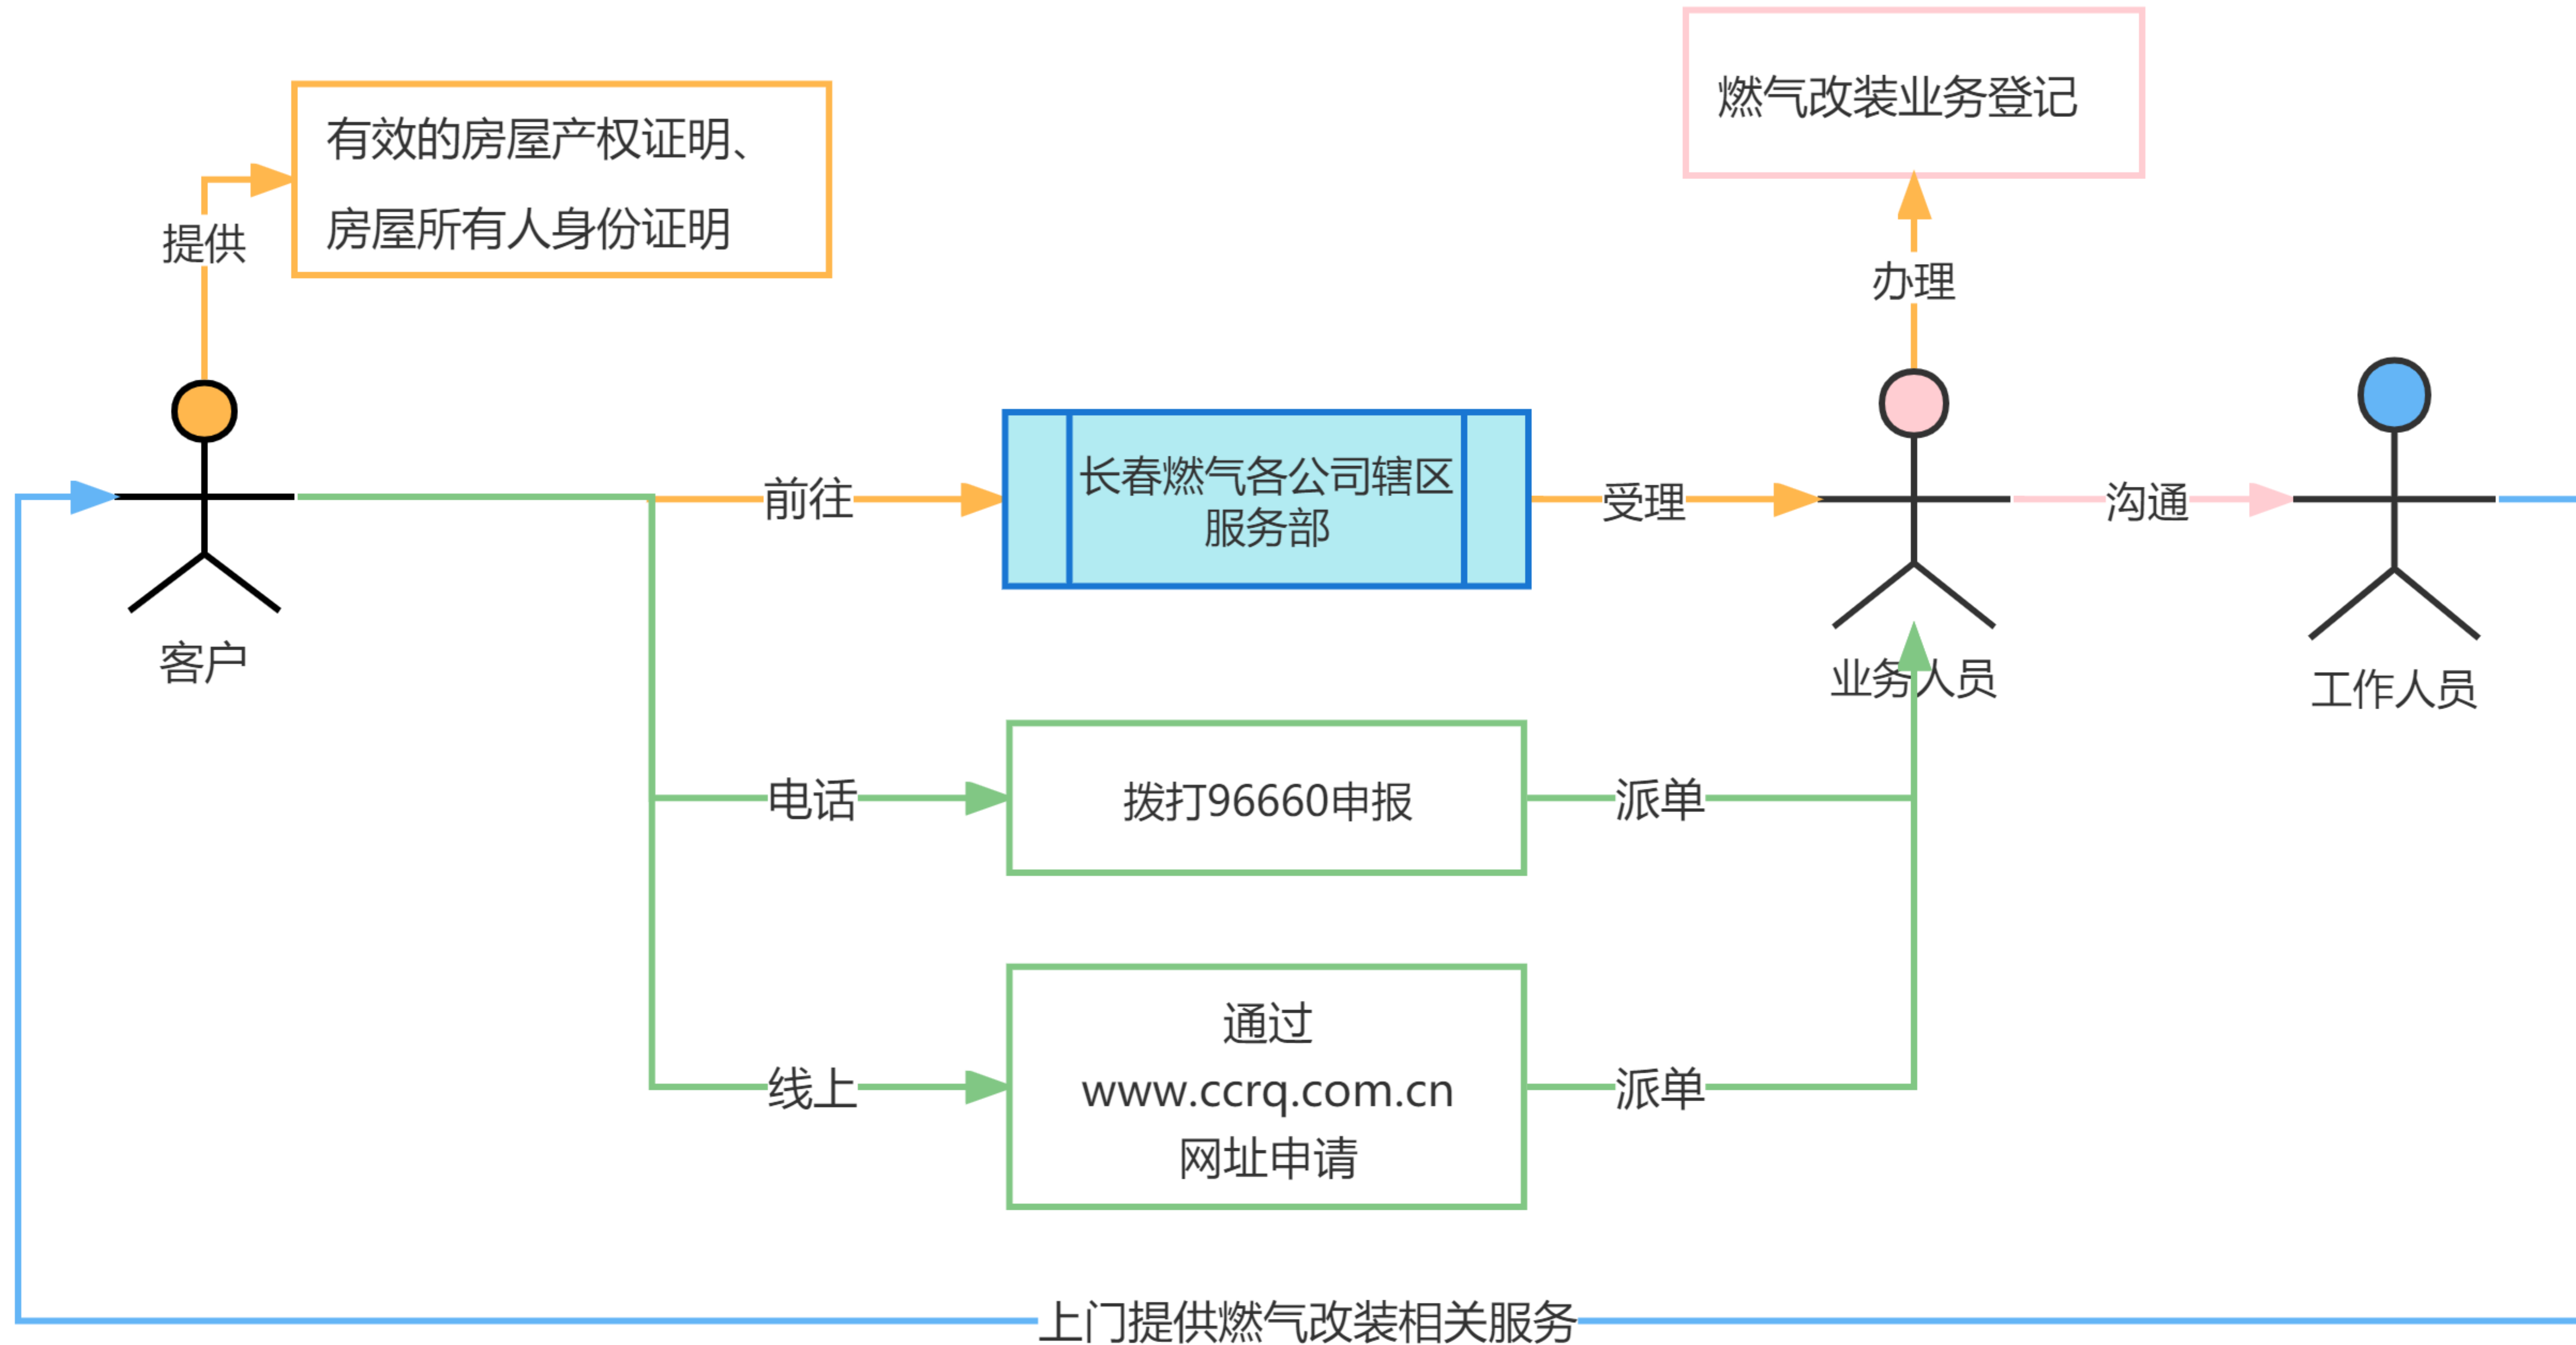 燃气改装业务登记
有效的房屋产权证明、
房屋所有人身份证明
提供
办理
长春燃气各公司辖区
服务部
前往
受理
沟通
客户
业务人员
工作人员
电话
拨打96660申报
派单
通过
www.ccrq.com.cn
网址申请
线上
派单
上门提供燃气改装相关服务